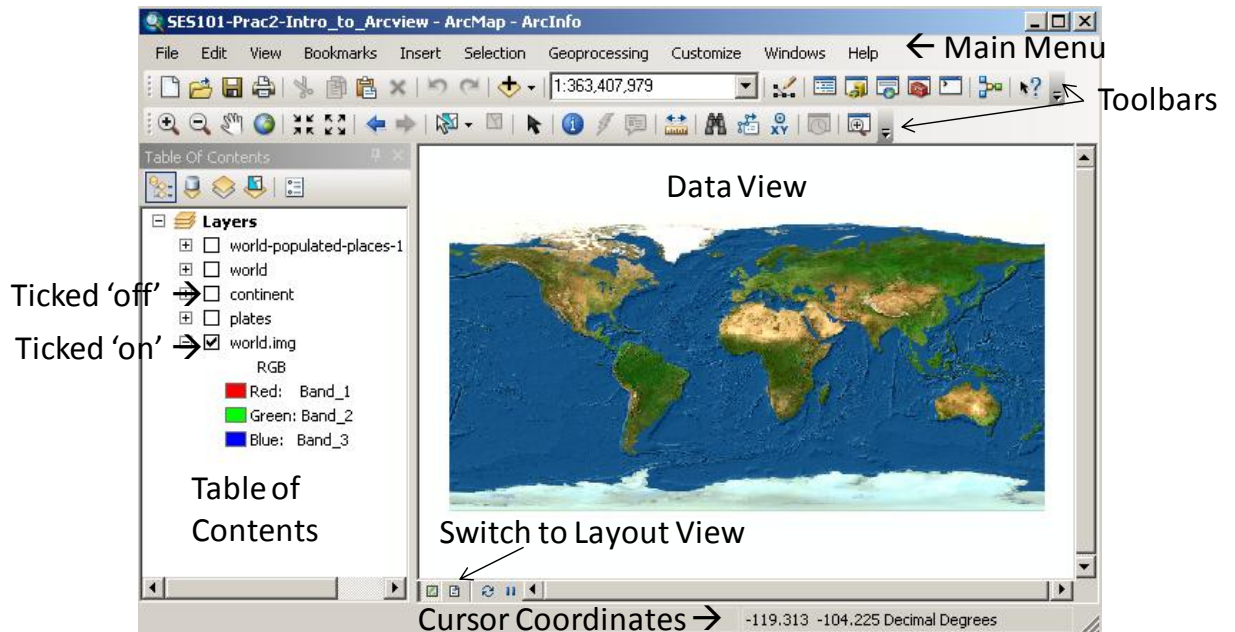 SES101-Prac2-Intro_to_Arcview - ArcMap - ArcInfo
File Edit View Bookmarks Insert Selection Geoprocessing Customize Windows Help
← Main Menu
1:363,407,979
Toolbars
Table Of Contents
Data View
Layers
world-populated-places-1
world
Ticked 'off' → continent
plates
Ticked 'on' → world.img
RGB
Red: Band_1
Green: Band_2
Blue: Band_3
Table of
Contents
Switch to Layout View
Cursor Coordinates → -119.313 -104.225 Decimal Degrees